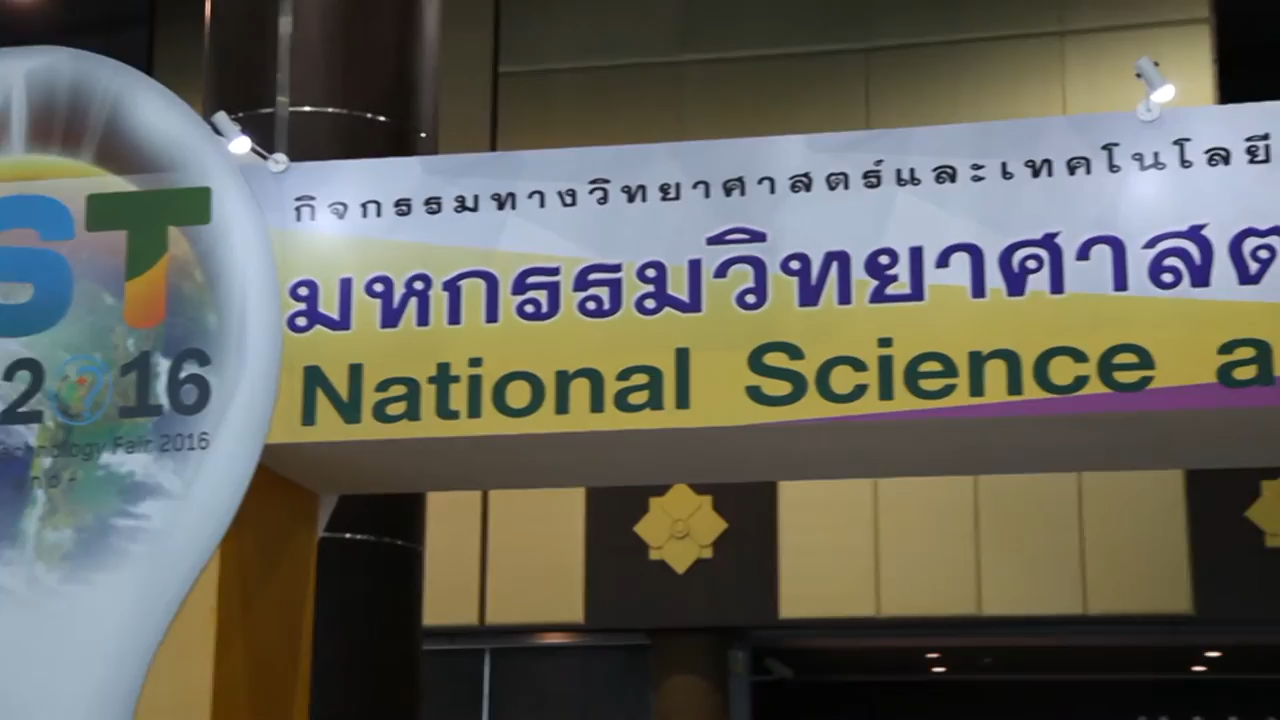 ST
2016
Technology Fair 2016
กิจกรรมทางวิทยาศาสตร์และเทคโนโลยี
มหกรรมวิทยาศาสต
National Science a